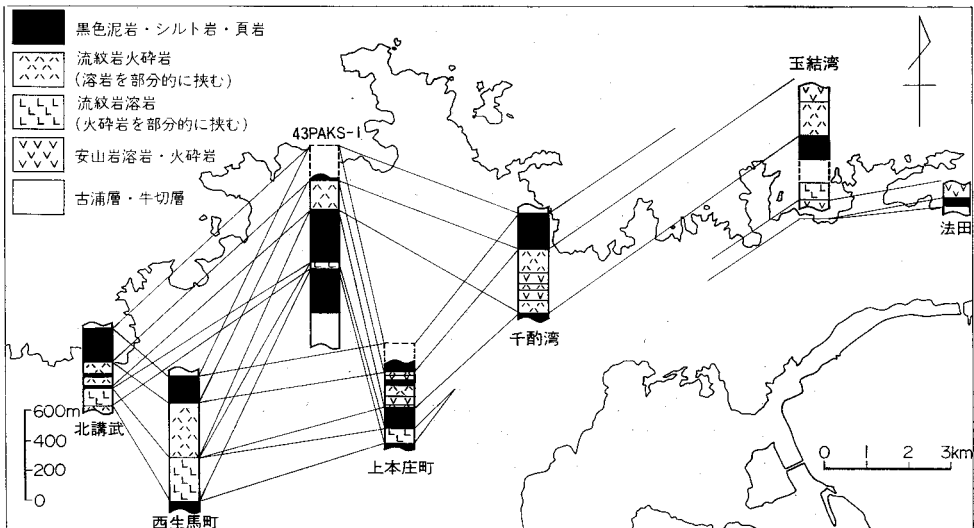 黒色泥岩・シルト岩・頁岩
流紋岩火砕岩
(溶岩を部分的に挟む)
流紋岩溶岩
(火砕岩を部分的に挟む)
安山岩溶岩・火砕岩
古浦層・牛切層
43PAKS-1
玉結湾
法田
千酌湾
北講武
上本庄町
西生馬町
600m
400
200
0
0 1 2 3km